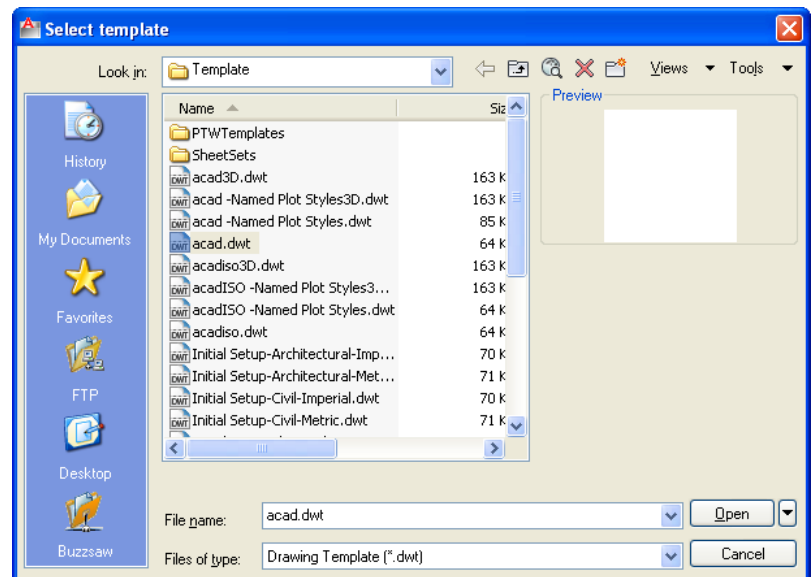 Select template
Look in: Template Views Tools
Name Siz
PTWTemplates
SheetSets
acad3D.dwt 163 K
acad -Named Plot Styles3D.dwt 163 K
acad -Named Plot Styles.dwt 85 K
acad.dwt 64 K
acadiso3D.dwt 163 K
acadISO -Named Plot Styles3... 163 K
acadISO -Named Plot Styles.dwt 64 K
acadiso.dwt 64 K
Initial Setup-Architectural-Imp... 70 K
Initial Setup-Architectural-Met... 71 K
Initial Setup-Civil-Imperial.dwt 70 K
Initial Setup-Civil-Metric.dwt 71 K
Preview
History
My Documents
Favorites
FTP
Desktop
Buzzsaw
File name: acad.dwt Open
Files of type: Drawing Template (*.dwt) Cancel